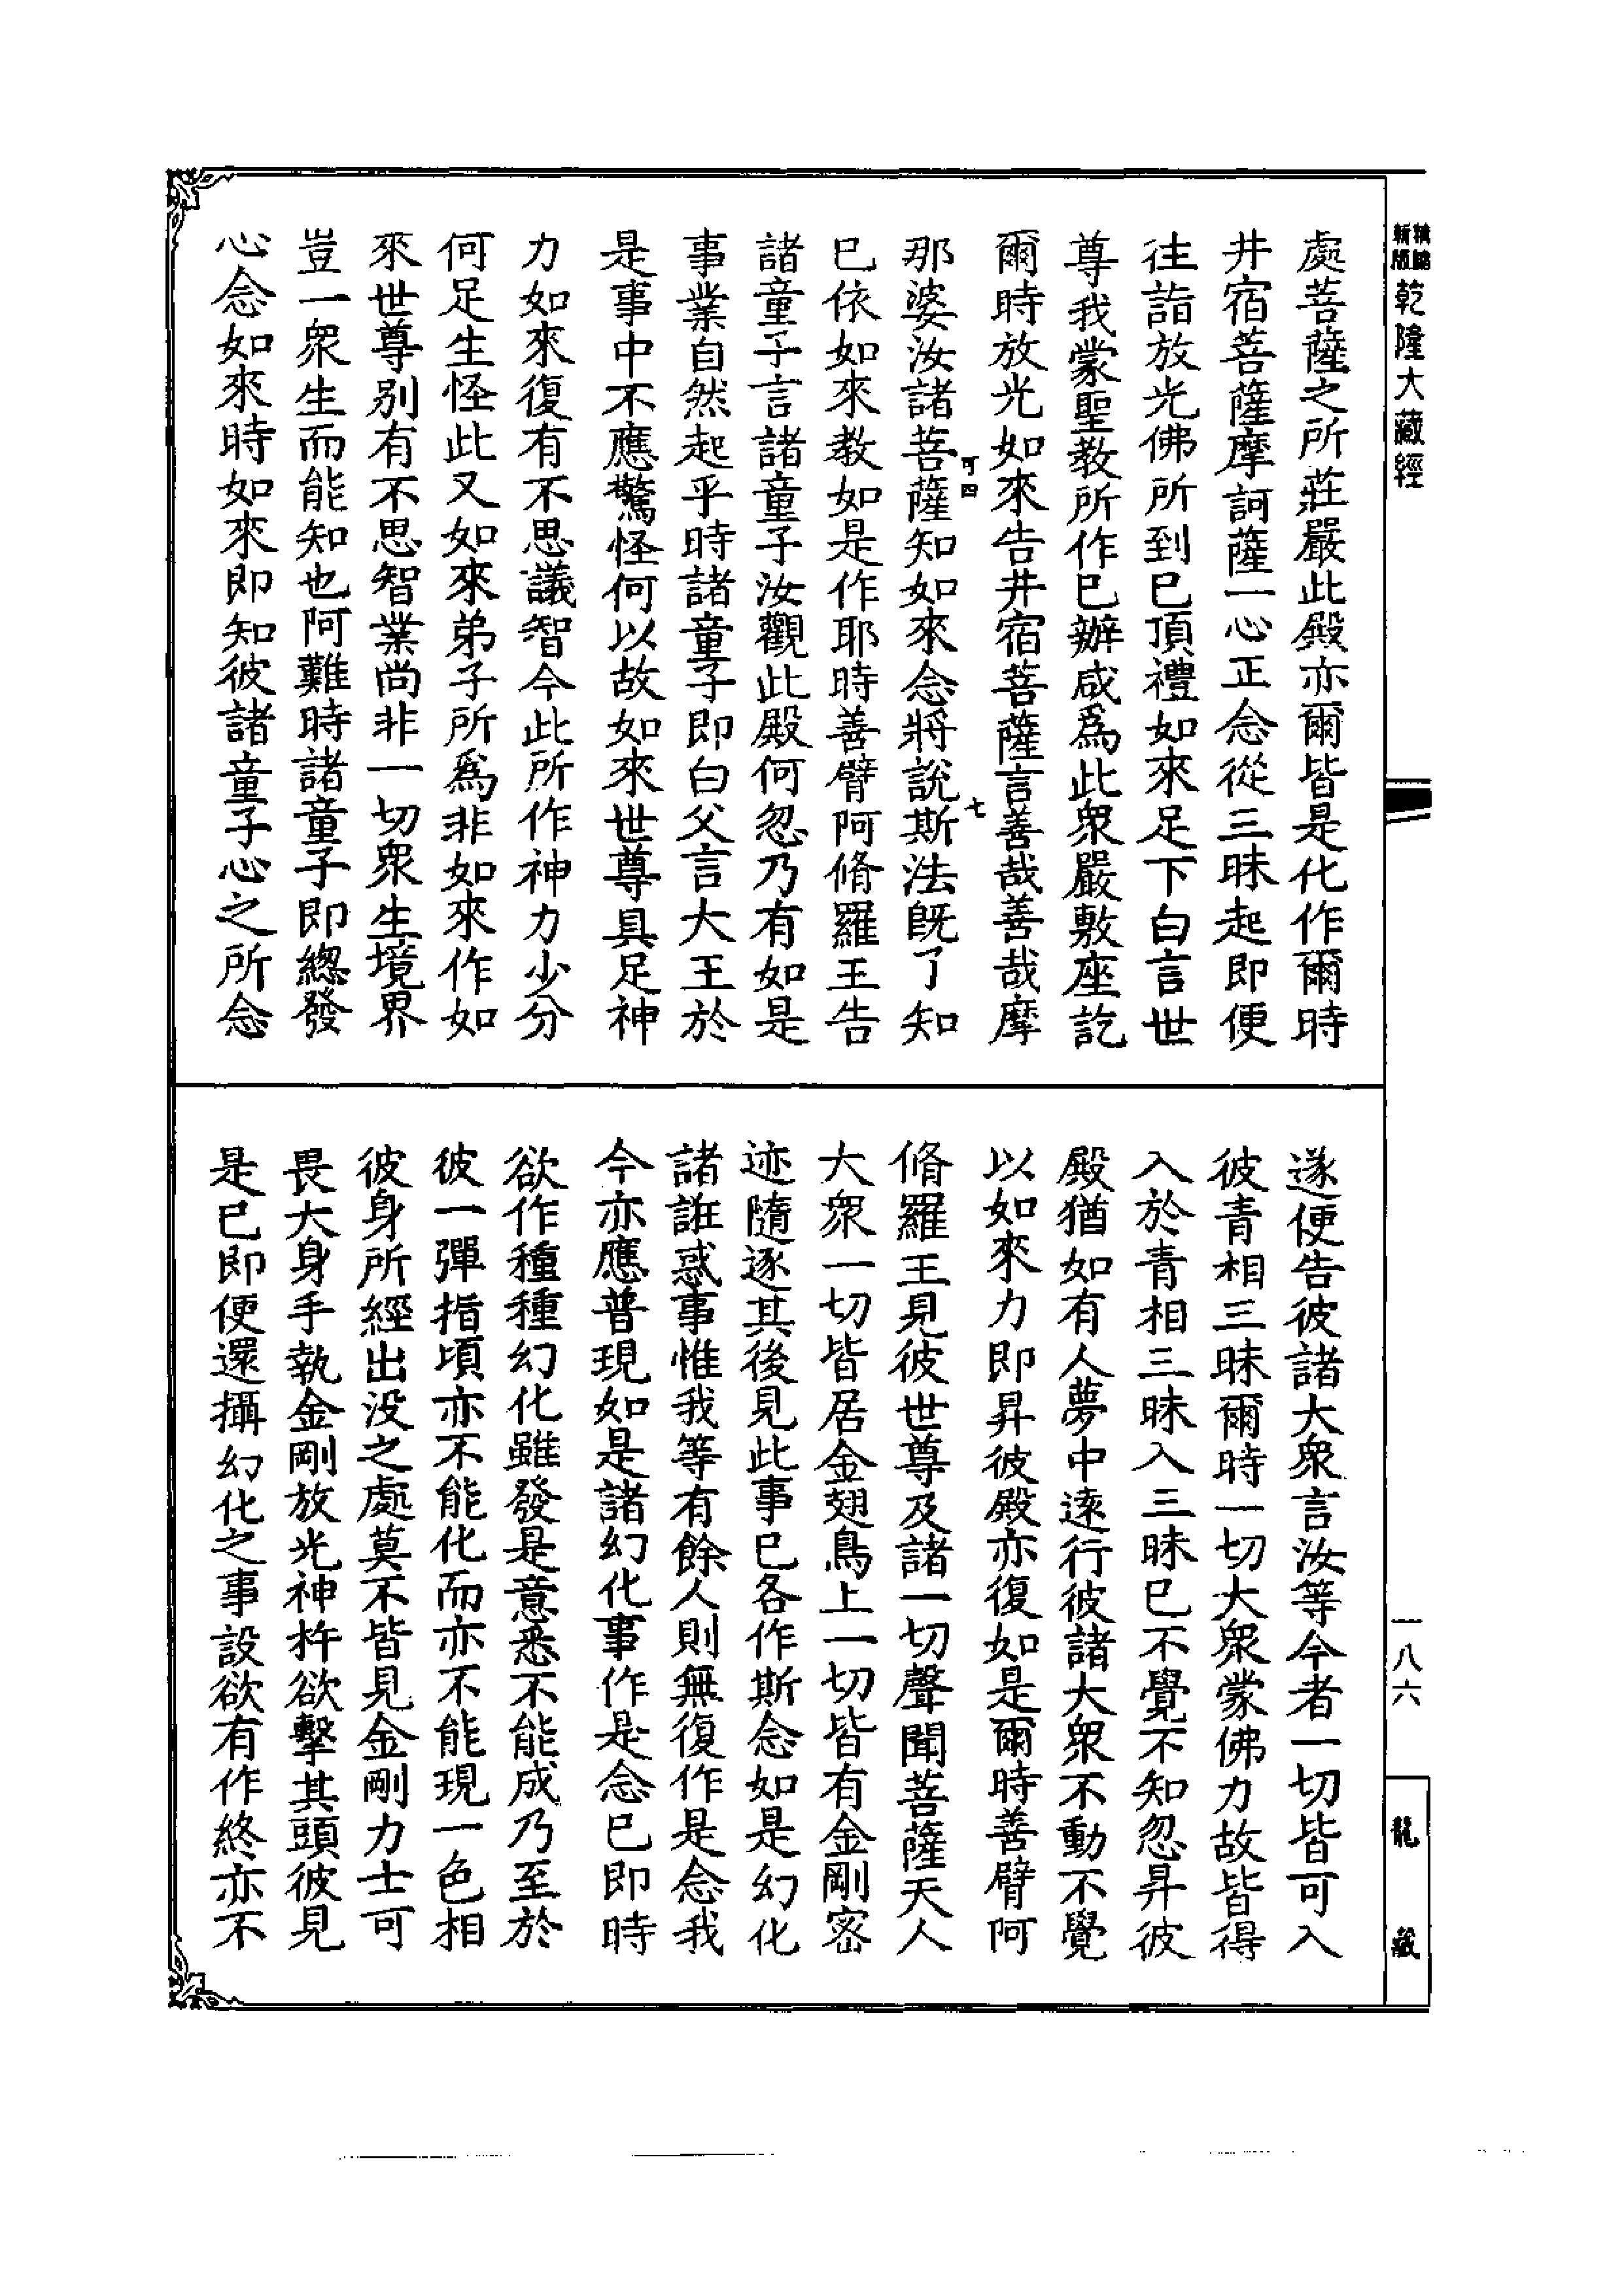 新版
乾隆大藏經
一八六
龍藏
處菩薩之所莊嚴此殿亦爾皆是化作爾時
井宿菩薩摩訶薩一心正念從三昧起即便
往詣放光佛所到已頂禮如來足下白言世
尊我蒙聖教所作已辦咸爲此衆嚴敷座訖
爾時放光如來告井宿菩薩言善哉善哉摩
可四
七
那婆汝諸菩薩知如來念將說斯法旣了知
已依如來教如是作耶時善臂阿脩羅王告
諸童子言諸童子汝觀此殿何忽乃有如是
事業自然起乎時諸童子即白父言大王於
是事中不應驚怪何以故如來世尊具足神
力如來復有不思議智今此所作神力少分
何足生怪此又如來弟子所爲非如來作如
來世尊别有不思智業尚非一切衆生境界
豈一衆生而能知也阿難時諸童子即總發
心念如來時如來即知彼諸童子心之所念
遂便告彼諸大衆言汝等今者一切皆可入
彼青相三昧爾時一切大衆蒙佛力故皆得
入於青相三昧入三昧已不覺不知忽昇彼
殿猶如有人夢中遠行彼諸大衆不動不覺
以如來力即昇彼殿亦復如是爾時善臂阿
脩羅王見彼世尊及諸一切聲聞菩薩天人
大衆一切皆居金翅鳥上一切皆有金剛密
迹隨逐其後見此事已各作斯念如是幻化
諸誑惑事惟我等有餘人則無復作是念我
今亦應普現如是諸幻化事作是念已即時
欲作種種幻化雖發是意悉不能成乃至於
彼一彈指頃亦不能化而亦不能現一色相
彼身所經出没之處莫不皆見金剛力士可
畏大身手執金剛放光神杵欲擊其頭彼見
是已即便還攝幻化之事設欲有作終亦不